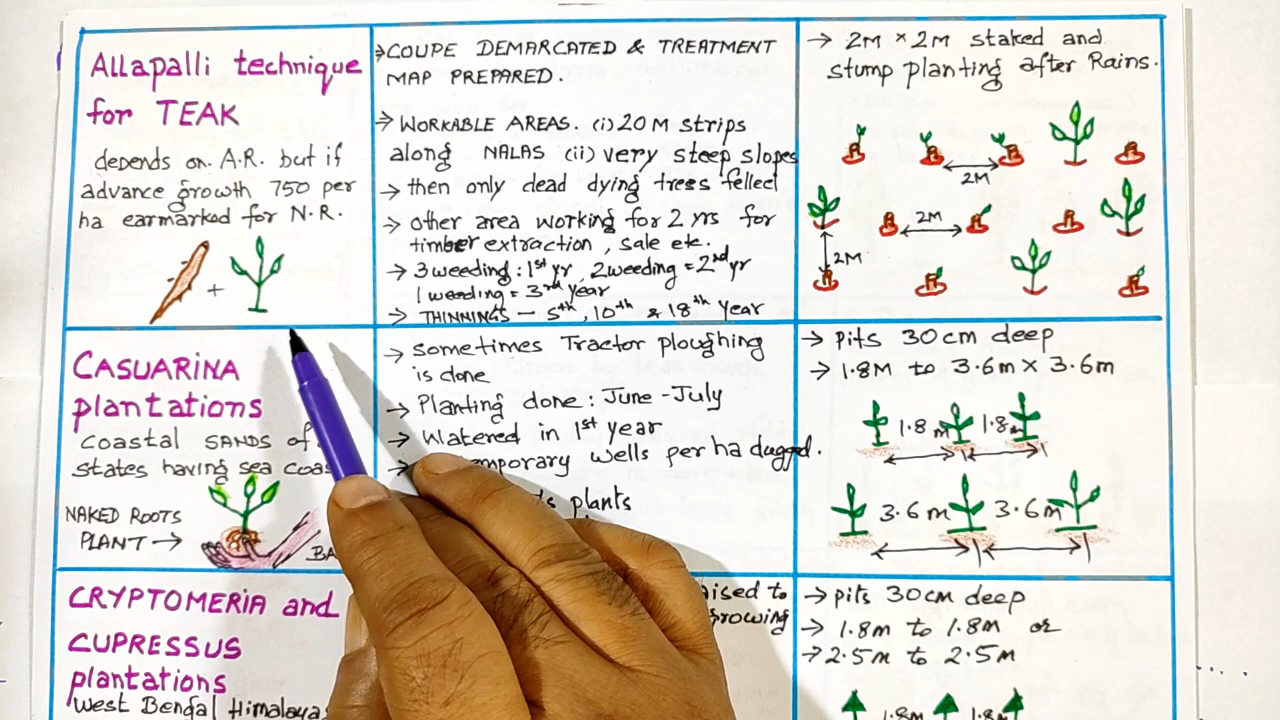 Allapalli technique
for TEAK
depends on A.R. but if
advance growth 750 per
ha earmarked for N.R.
+
→ COUPE DEMARCATED & TREATMENT
MAP PREPARED.
→ WORKABLE AREAS. (i) 20 M strips
along NALAS (ii) very steep slopes
→ then only dead dying trees felled
→ other area working for 2 yrs for
timber extraction, sale etc.
→ 3 weeding : 1st yr, 2 weeding = 2nd yr
1 weeding = 3rd year
→ THINNINGS - 5th, 10th & 18th year
→ 2M × 2M staked and
stump planting after Rains.
2M
2M
2M
CASUARINA
plantations
coastal SANDS of
states having sea
NAKED ROOTS
PLANT →
→ sometimes Tractor ploughing
is done
→ Planting done : June - July
→ Watered in 1st year
→ wells per ha dugged.
plants
→ pits 30 cm deep
→ 1.8M to 3.6m × 3.6m
1.8 m 1.8m
3.6m 3.6m
CRYPTOMERIA and
CUPRESSUS
plantations
West Bengal Himalayas
to
growing
→ pits 30cm deep
→ 1.8m to 1.8m or
→ 2.5m to 2.5m
1.8m 1.8m